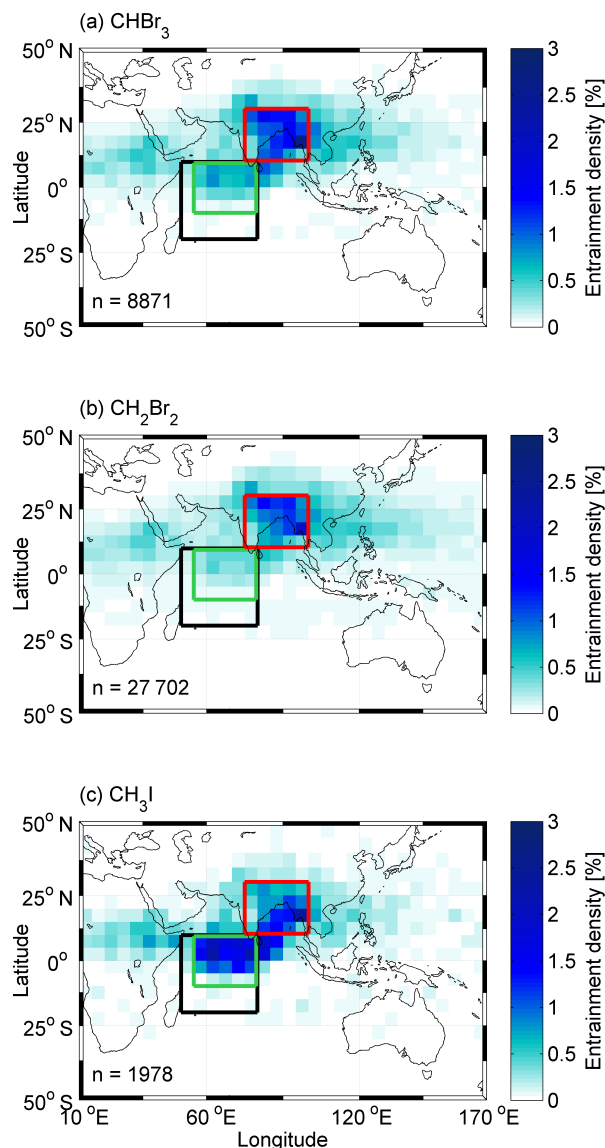 (a) CHBr₃
50° N
25° N
0°
25° S
50° S
Latitude
n = 8871
3
2.5
2
1.5
1
0.5
0
Entrainment density [%]
(b) CH₂Br₂
50° N
25° N
0°
25° S
50° S
Latitude
n = 27 702
3
2.5
2
1.5
1
0.5
0
Entrainment density [%]
(c) CH₃I
50° N
25° N
0°
25° S
50° S
Latitude
n = 1978
3
2.5
2
1.5
1
0.5
0
Entrainment density [%]
10 °E 60 °E 120 °E 170 °E
Longitude